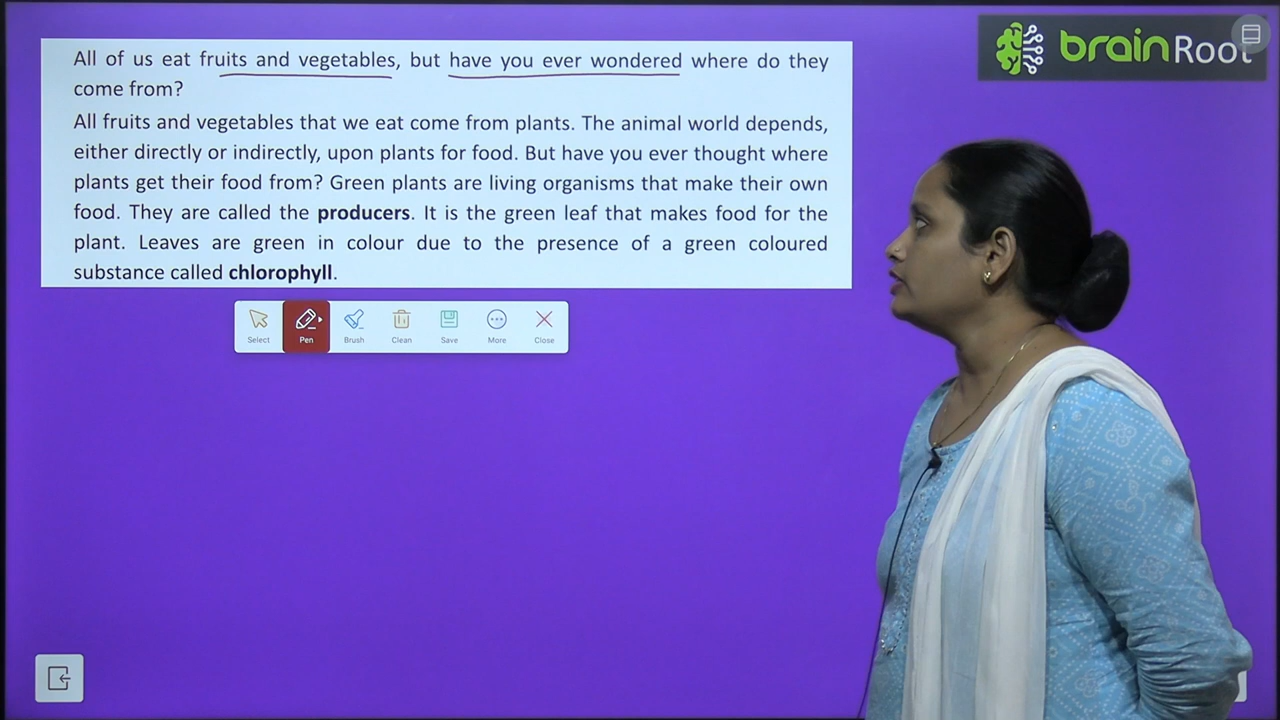 All of us eat fruits and vegetables, but have you ever wondered where do they
come from?
All fruits and vegetables that we eat come from plants. The animal world depends,
either directly or indirectly, upon plants for food. But have you ever thought where
plants get their food from? Green plants are living organisms that make their own
food. They are called the producers. It is the green leaf that makes food for the
plant. Leaves are green in colour due to the presence of a green coloured
substance called chlorophyll.
Select Pen Brush Clean Save More Close
brainRoot